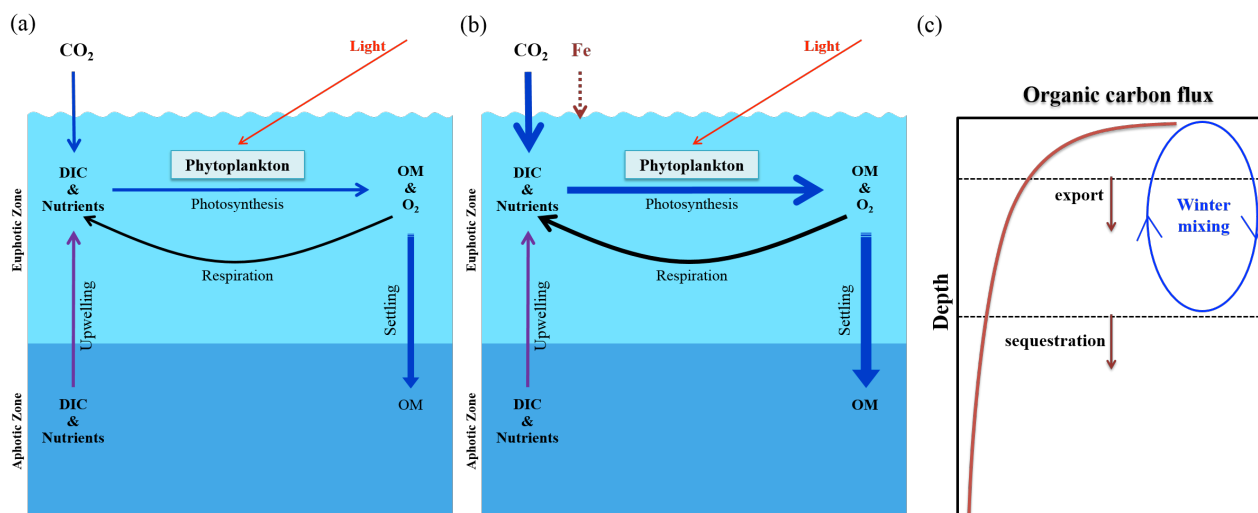 (a)
CO₂
Light
Phytoplankton
DIC
&
Nutrients
Photosynthesis
OM
&
O₂
Respiration
Upwelling
Settling
DIC
&
Nutrients
OM
Euphotic Zone
Aphotic Zone
(b)
CO₂
Fe
Light
Phytoplankton
DIC
&
Nutrients
Photosynthesis
OM
&
O₂
Respiration
Upwelling
Settling
DIC
&
Nutrients
OM
Euphotic Zone
Aphotic Zone
(c)
Organic carbon flux
Depth
export
Winter
mixing
sequestration